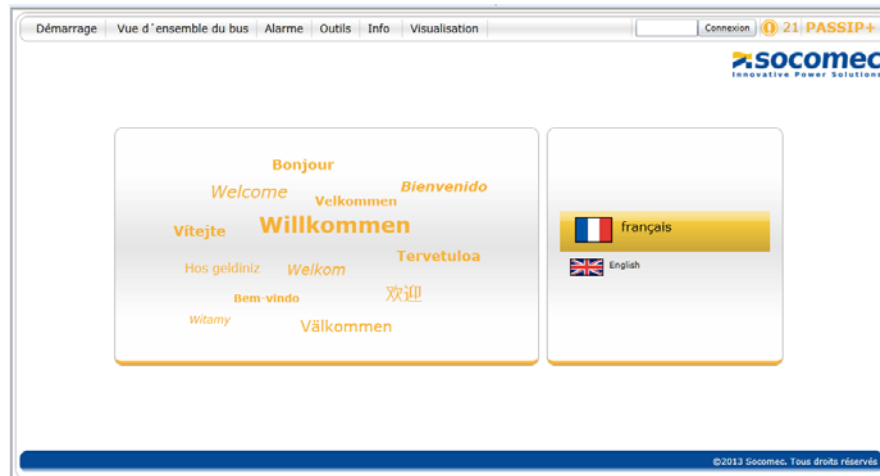 Démarrage Vue d´ensemble du bus Alarme Outils Info Visualisation Connexion 21 PASSIP+
socomec
Innovative Power Solutions
Bonjour
Welcome
Bienvenido
Velkommen
Vítejte
Willkommen
Tervetuloa
Hos geldiniz
Welkom
Bem-vindo
欢迎
Witamy
Välkommen
français
English
©2013 Socomec. Tous droits réservés